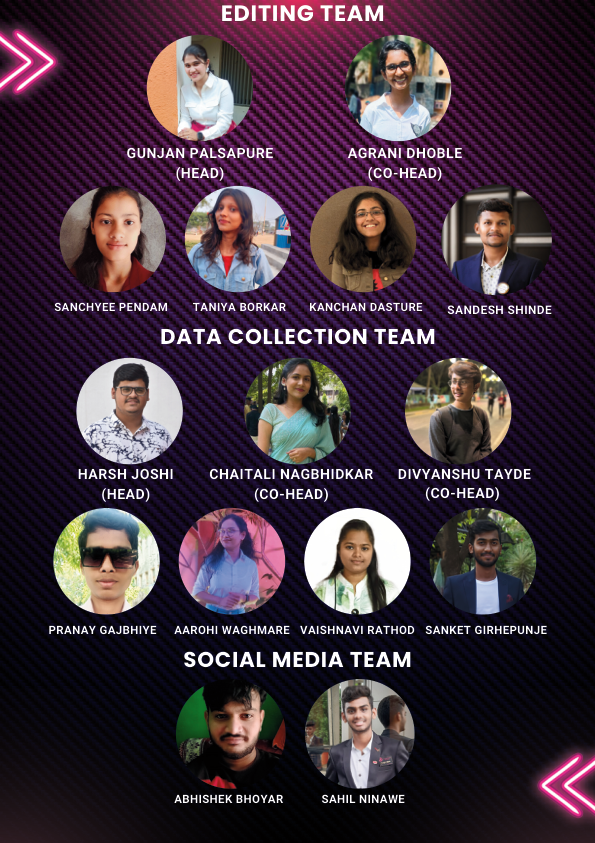 EDITING TEAM
GUNJAN PALSAPURE
(HEAD)
AGRANI DHOBLE
(CO-HEAD)
SANCHYEE PENDAM
TANIYA BORKAR
KANCHAN DASTURE
SANDESH SHINDE
DATA COLLECTION TEAM
HARSH JOSHI
(HEAD)
CHAITALI NAGBHIDKAR
(CO-HEAD)
DIVYANSHU TAYDE
(CO-HEAD)
PRANAY GAJBHIYE
AAROHI WAGHMARE
VAISHNAVI RATHOD
SANKET GIRHEPUNJE
SOCIAL MEDIA TEAM
ABHISHEK BHOYAR
SAHIL NINAWE